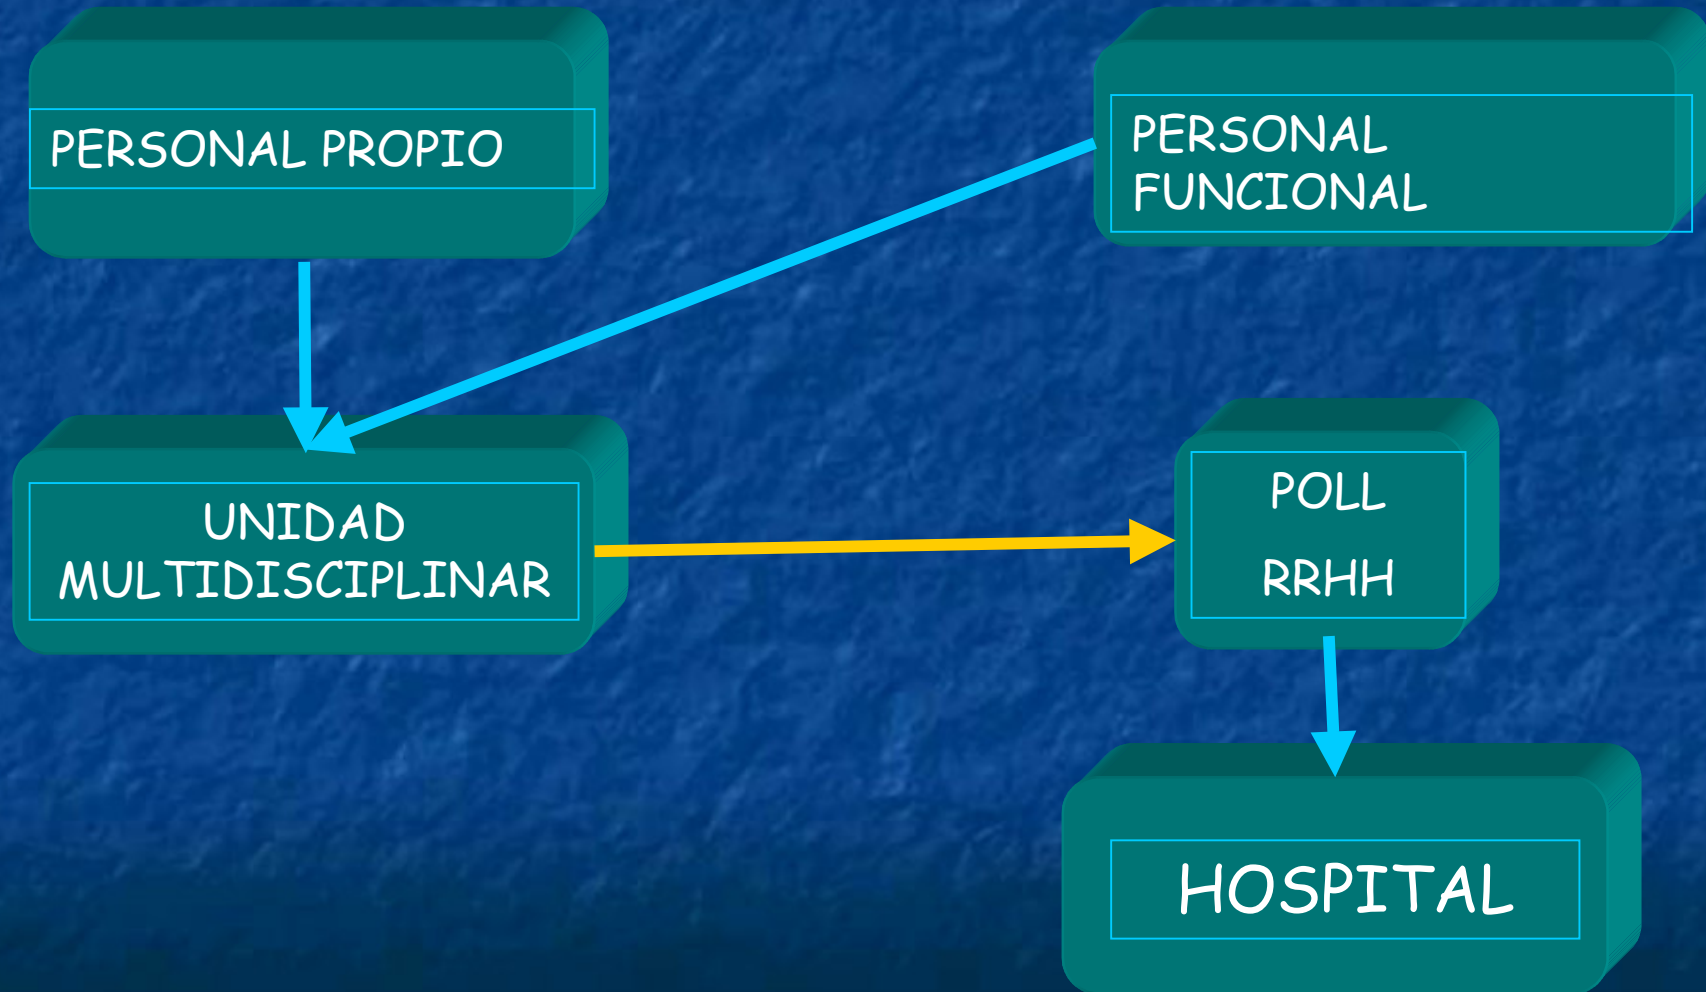 PERSONAL PROPIO
PERSONAL
FUNCIONAL
UNIDAD
MULTIDISCIPLINAR
POLL
RRHH
HOSPITAL